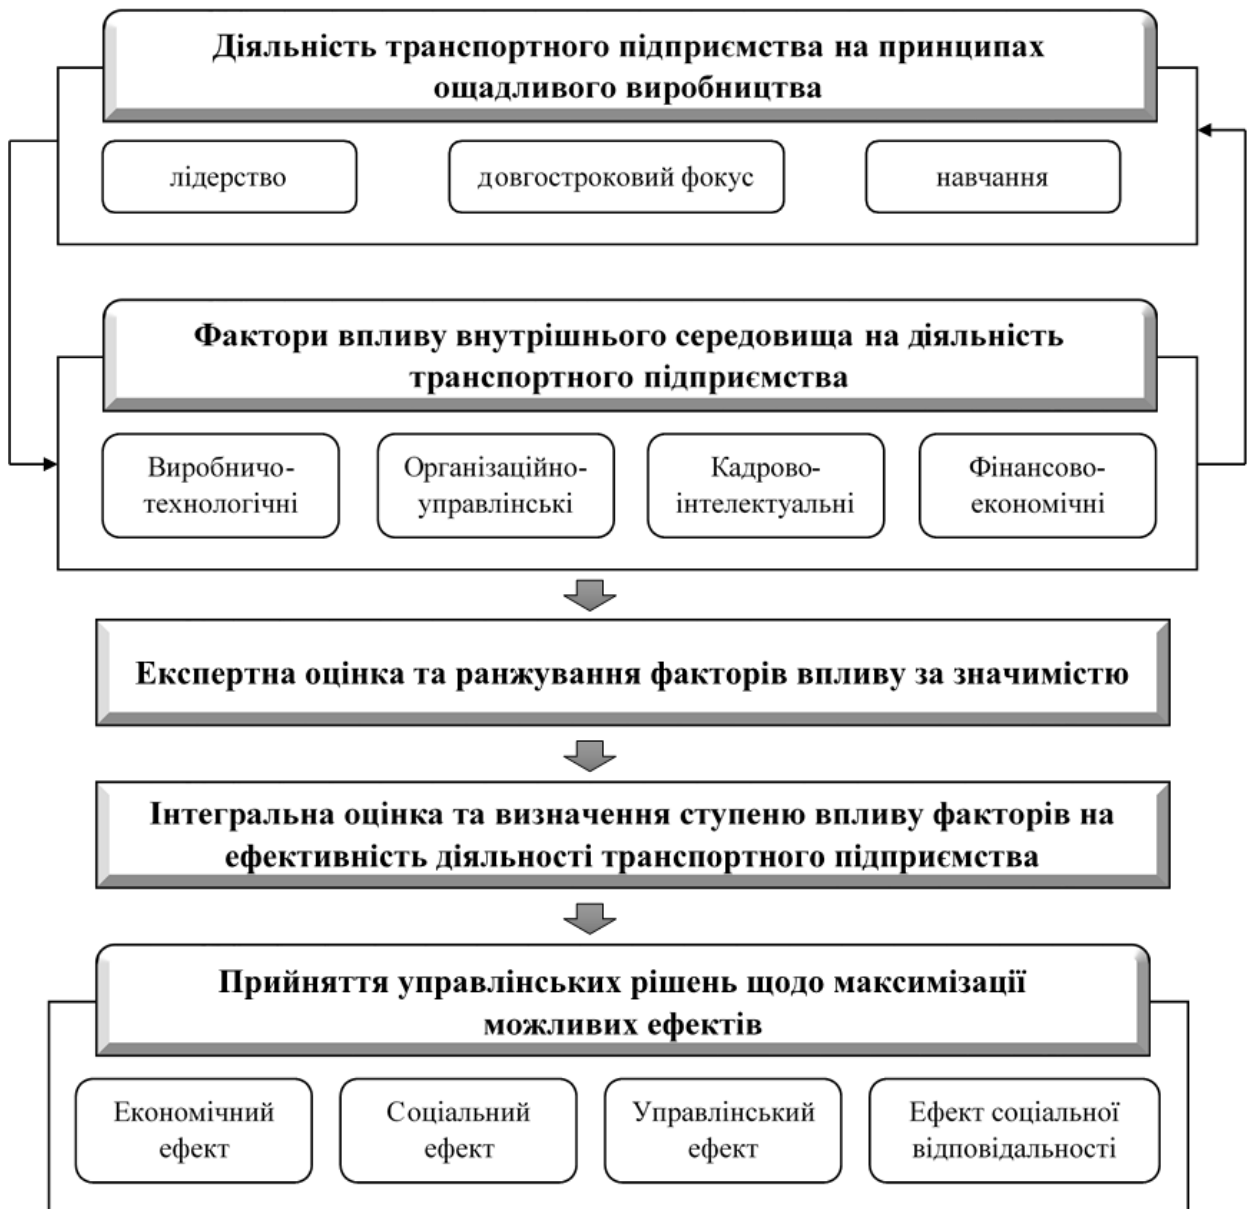 Діяльність транспортного підприємства на принципах
ощадливого виробництва
лідерство
довгостроковий фокус
навчання
Фактори впливу внутрішнього середовища на діяльність
транспортного підприємства
Виробничо-
технологічні
Організаційно-
управлінські
Кадрово-
інтелектуальні
Фінансово-
економічні
Експертна оцінка та ранжування факторів впливу за значимістю
Інтегральна оцінка та визначення ступеню впливу факторів на
ефективність діяльності транспортного підприємства
Прийняття управлінських рішень щодо максимізації
можливих ефектів
Економічний
ефект
Соціальний
ефект
Управлінський
ефект
Ефект соціальної
відповідальності